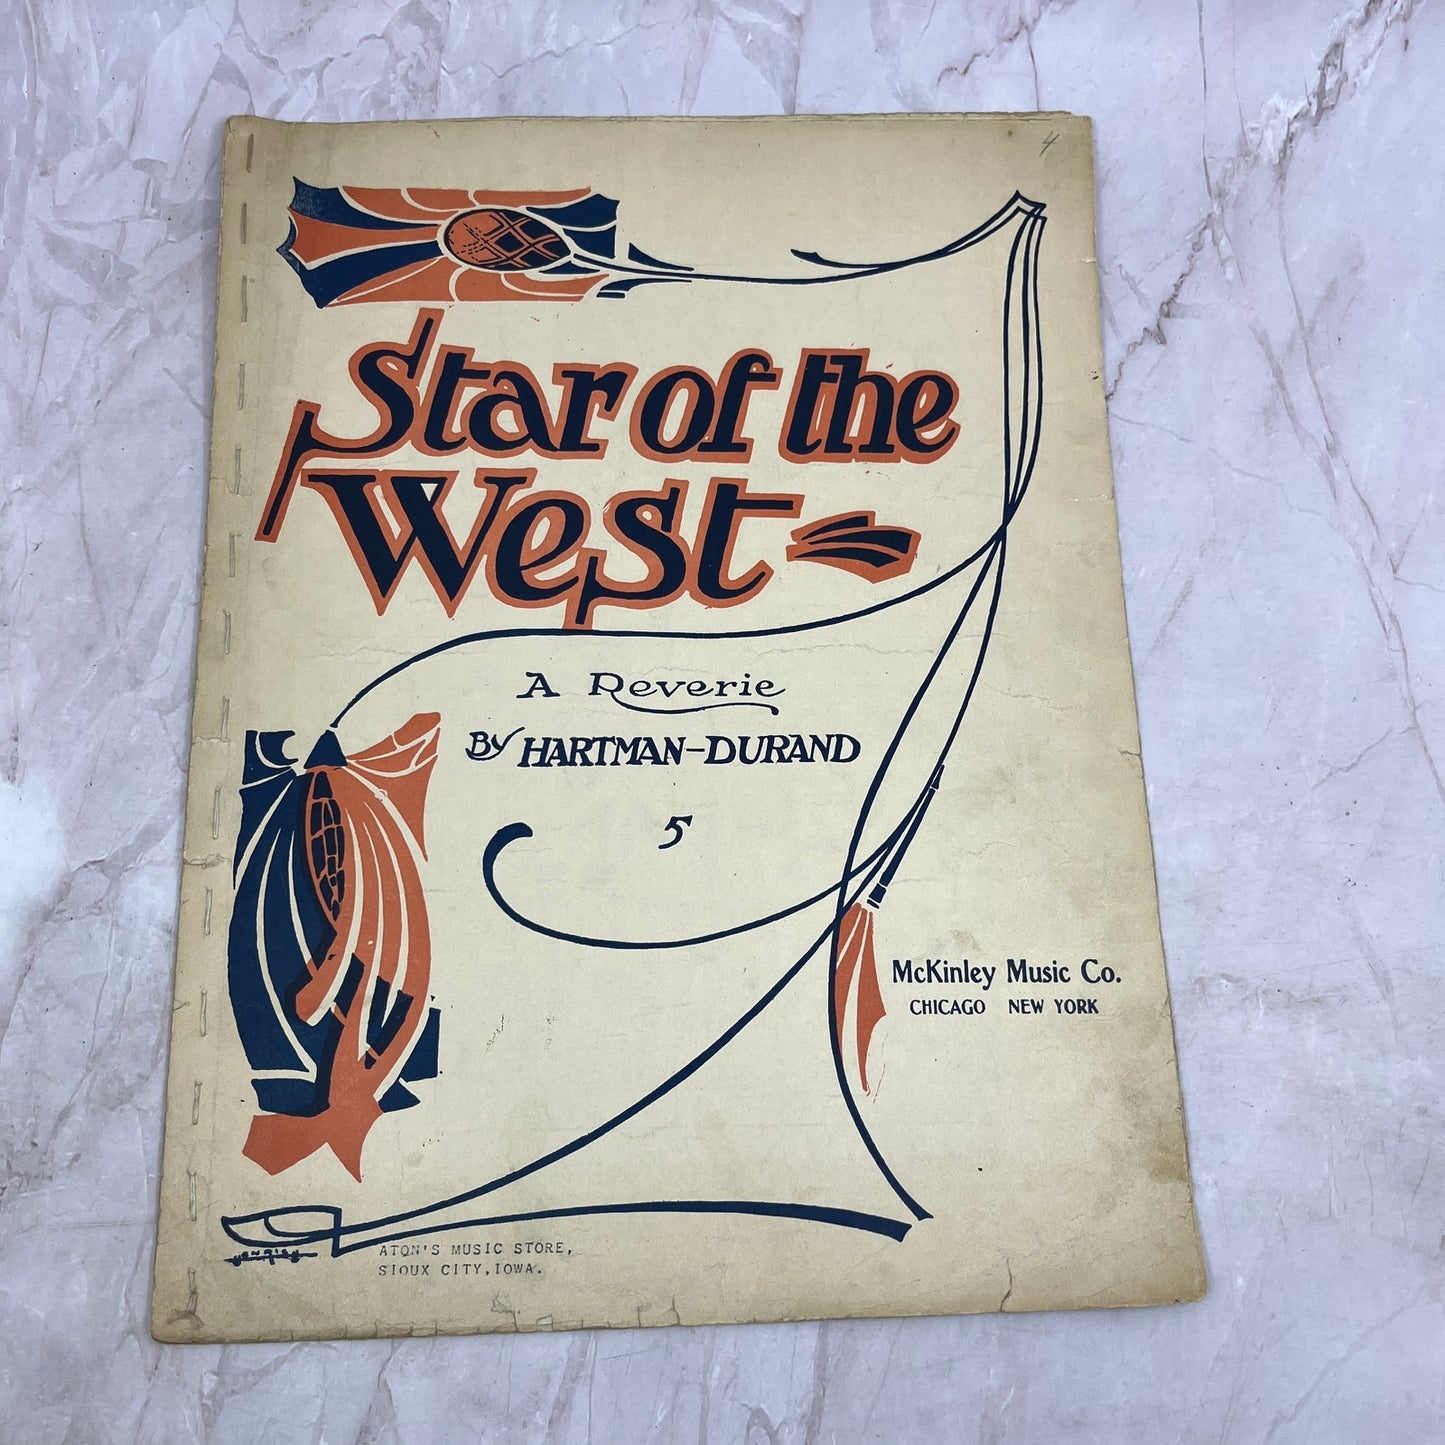 4
Star of the
West
A Reverie
By HARTMAN-DURAND
5
McKinley Music Co.
CHICAGO NEW YORK
ATON'S MUSIC STORE,
SIOUX CITY, IOWA.